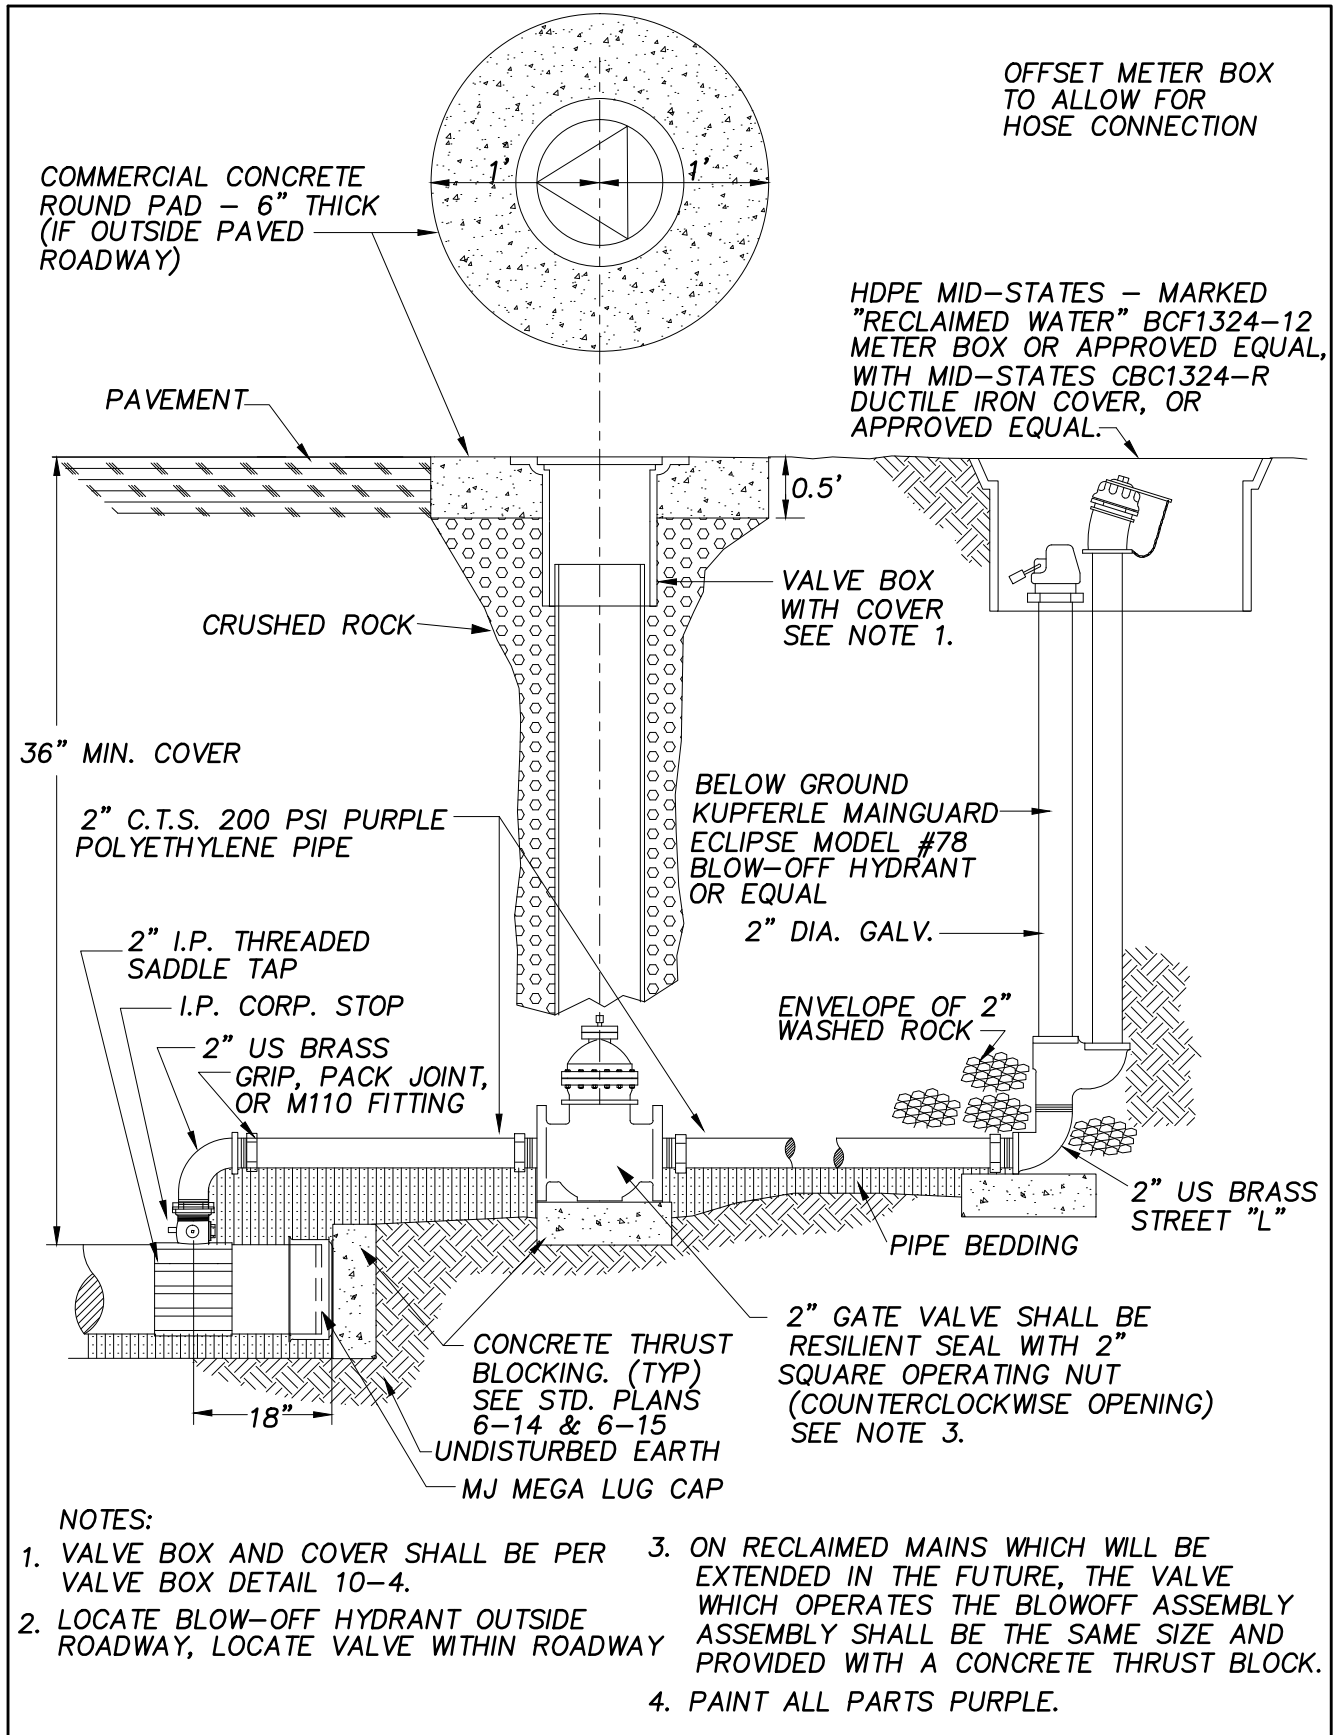 OFFSET METER BOX
TO ALLOW FOR
HOSE CONNECTION
1' 1'
COMMERCIAL CONCRETE
ROUND PAD – 6" THICK
(IF OUTSIDE PAVED
ROADWAY)
HDPE MID–STATES – MARKED
"RECLAIMED WATER" BCF1324–12
METER BOX OR APPROVED EQUAL,
WITH MID–STATES CBC1324–R
DUCTILE IRON COVER, OR
APPROVED EQUAL.
PAVEMENT
0.5'
VALVE BOX
WITH COVER
SEE NOTE 1.
CRUSHED ROCK
36" MIN. COVER
BELOW GROUND
KUPFERLE MAINGUARD
ECLIPSE MODEL #78
BLOW–OFF HYDRANT
OR EQUAL
2" C.T.S. 200 PSI PURPLE
POLYETHYLENE PIPE
2" DIA. GALV.
2" I.P. THREADED
SADDLE TAP
I.P. CORP. STOP
ENVELOPE OF 2"
WASHED ROCK
2" US BRASS
GRIP, PACK JOINT,
OR M110 FITTING
2" US BRASS
STREET "L"
PIPE BEDDING
2" GATE VALVE SHALL BE
RESILIENT SEAL WITH 2"
SQUARE OPERATING NUT
(COUNTERCLOCKWISE OPENING)
SEE NOTE 3.
CONCRETE THRUST
BLOCKING. (TYP)
SEE STD. PLANS
6–14 & 6–15
18"
UNDISTURBED EARTH
MJ MEGA LUG CAP
NOTES:
1. VALVE BOX AND COVER SHALL BE PER
VALVE BOX DETAIL 10–4.
2. LOCATE BLOW–OFF HYDRANT OUTSIDE
ROADWAY, LOCATE VALVE WITHIN ROADWAY
3. ON RECLAIMED MAINS WHICH WILL BE
EXTENDED IN THE FUTURE, THE VALVE
WHICH OPERATES THE BLOWOFF ASSEMBLY
ASSEMBLY SHALL BE THE SAME SIZE AND
PROVIDED WITH A CONCRETE THRUST BLOCK.
4. PAINT ALL PARTS PURPLE.